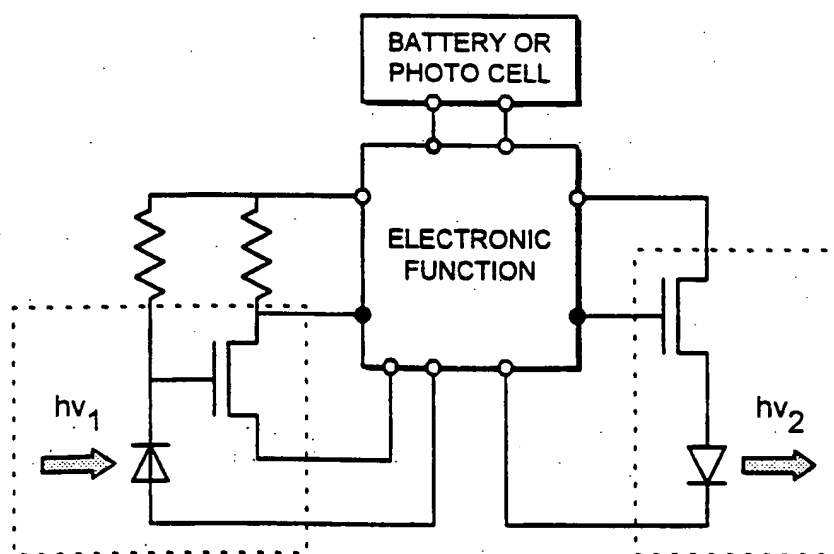 BATTERY OR
PHOTO CELL
ELECTRONIC
FUNCTION
hv₁
hv₂